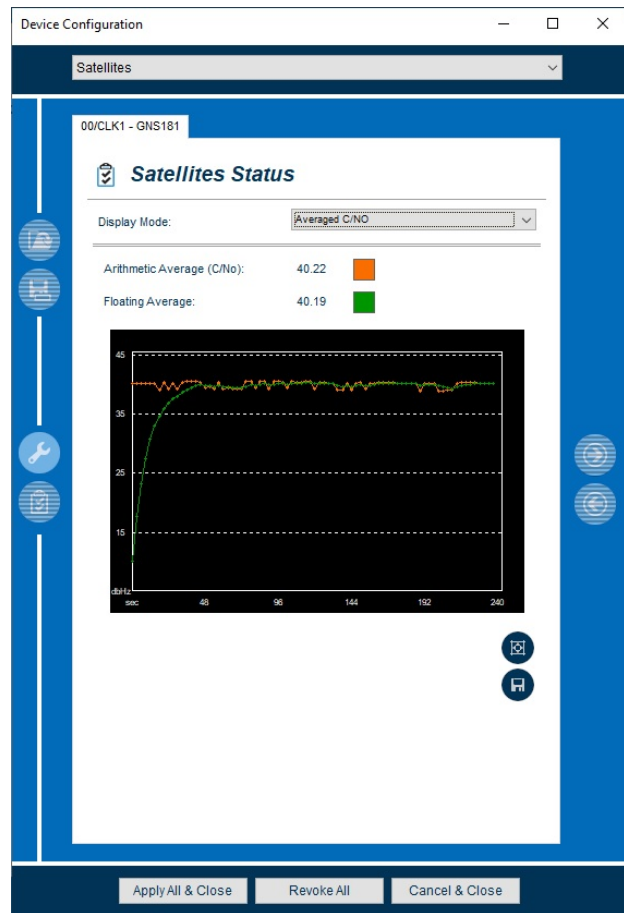 Device Configuration
Satellites
00/CLK1 - GNS181
Satellites Status
Display Mode:
Averaged C/NO
Arithmetic Average (C/No):
40.22
Floating Average:
40.19
45
35
25
15
dbHz
sec
48
96
144
192
240
Apply All & Close
Revoke All
Cancel & Close